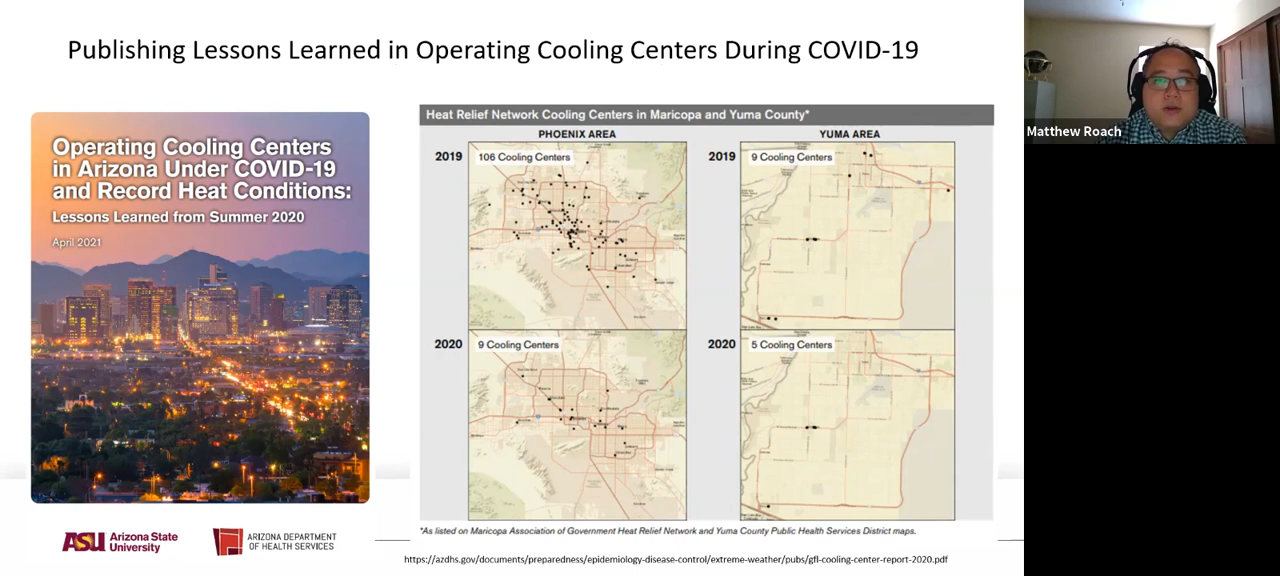 Publishing Lessons Learned in Operating Cooling Centers During COVID-19
Matthew Roach
Operating Cooling Centers
in Arizona Under COVID-19
and Record Heat Conditions:
Lessons Learned from Summer 2020
April 2021
Heat Relief Network Cooling Centers in Maricopa and Yuma County*
PHOENIX AREA
YUMA AREA
2019
106 Cooling Centers
2019
9 Cooling Centers
2020
9 Cooling Centers
2020
5 Cooling Centers
*As listed on Maricopa Association of Government Heat Relief Network and Yuma County Public Health Services District maps.
ASU Arizona State
University
ARIZONA DEPARTMENT
OF HEALTH SERVICES
https://azdhs.gov/documents/preparedness/epidemiology-disease-control/extreme-weather/pubs/gfl-cooling-center-report-2020.pdf